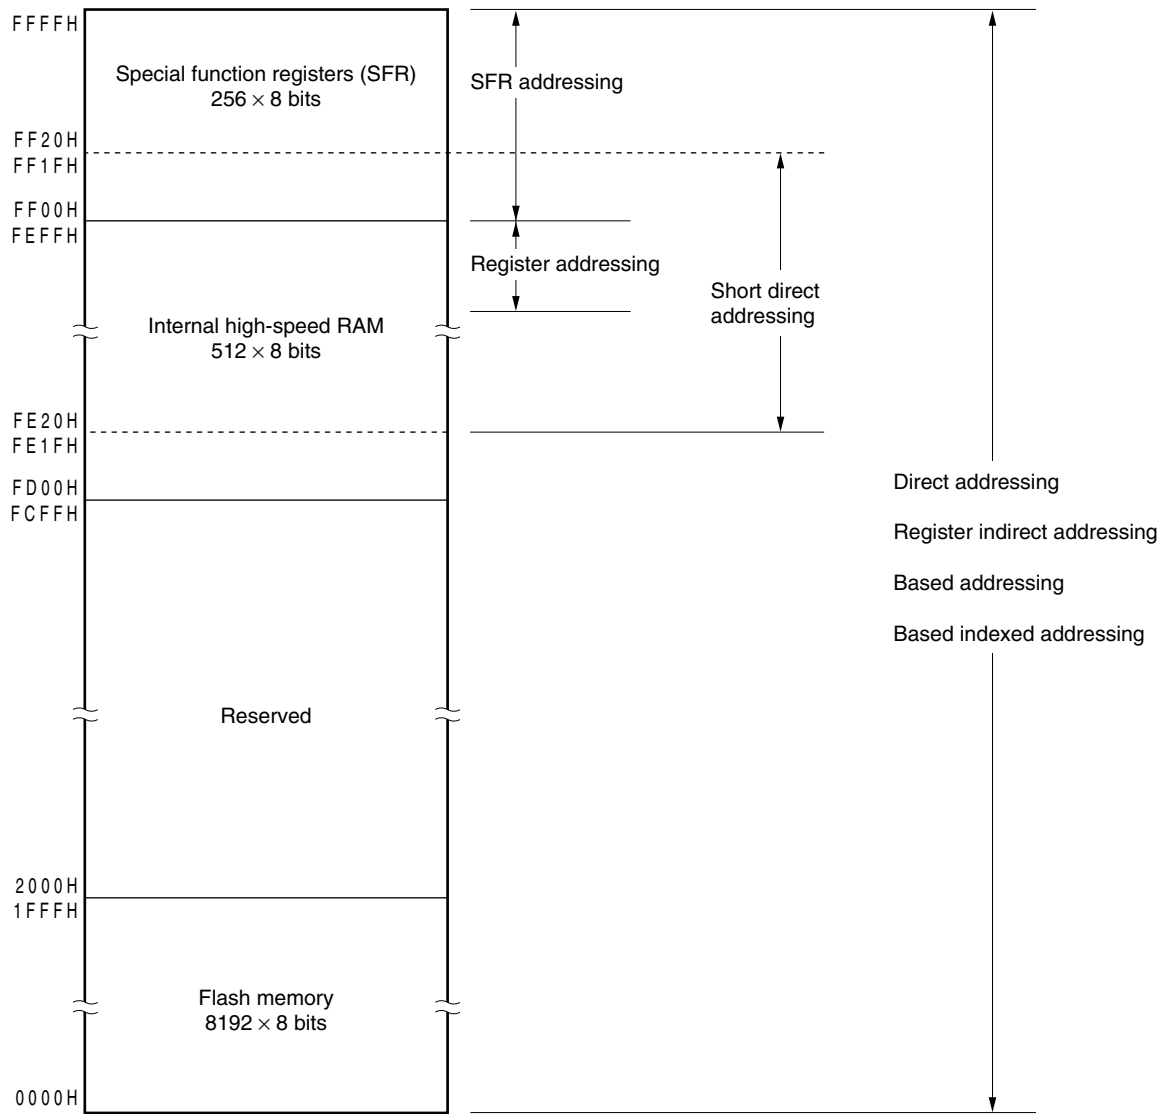 FFFFH
Special function registers (SFR)
256 × 8 bits
SFR addressing
FF20H
FF1FH
FF00H
FEFFH
Register addressing
Short direct
addressing
Internal high-speed RAM
512 × 8 bits
FE20H
FE1FH
FD00H
FCFFH
Direct addressing
Register indirect addressing
Based addressing
Based indexed addressing
Reserved
2000H
1FFFH
Flash memory
8192 × 8 bits
0000H